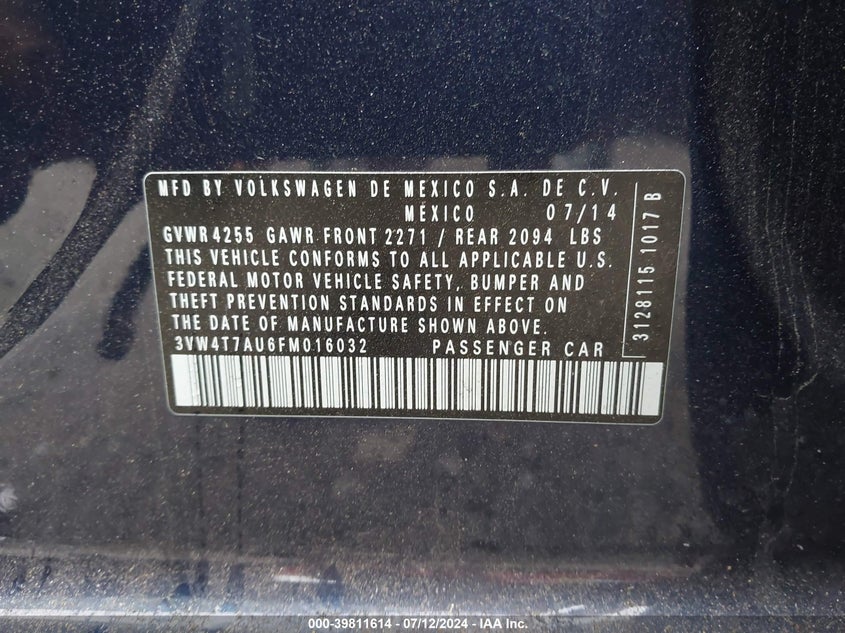 MFD BY VOLKSWAGEN DE MEXICO S.A. DE C.V.
MEXICO 07/14
GVWR 4255 GAWR FRONT 2271 / REAR 2094 LBS
THIS VEHICLE CONFORMS TO ALL APPLICABLE U.S.
FEDERAL MOTOR VEHICLE SAFETY, BUMPER AND
THEFT PREVENTION STANDARDS IN EFFECT ON
THE DATE OF MANUFACTURE SHOWN ABOVE.
3VW4T7AU6FM016032 PASSENGER CAR
3128115 1017 B
000-39811614 - 07/12/2024 - IAA Inc.